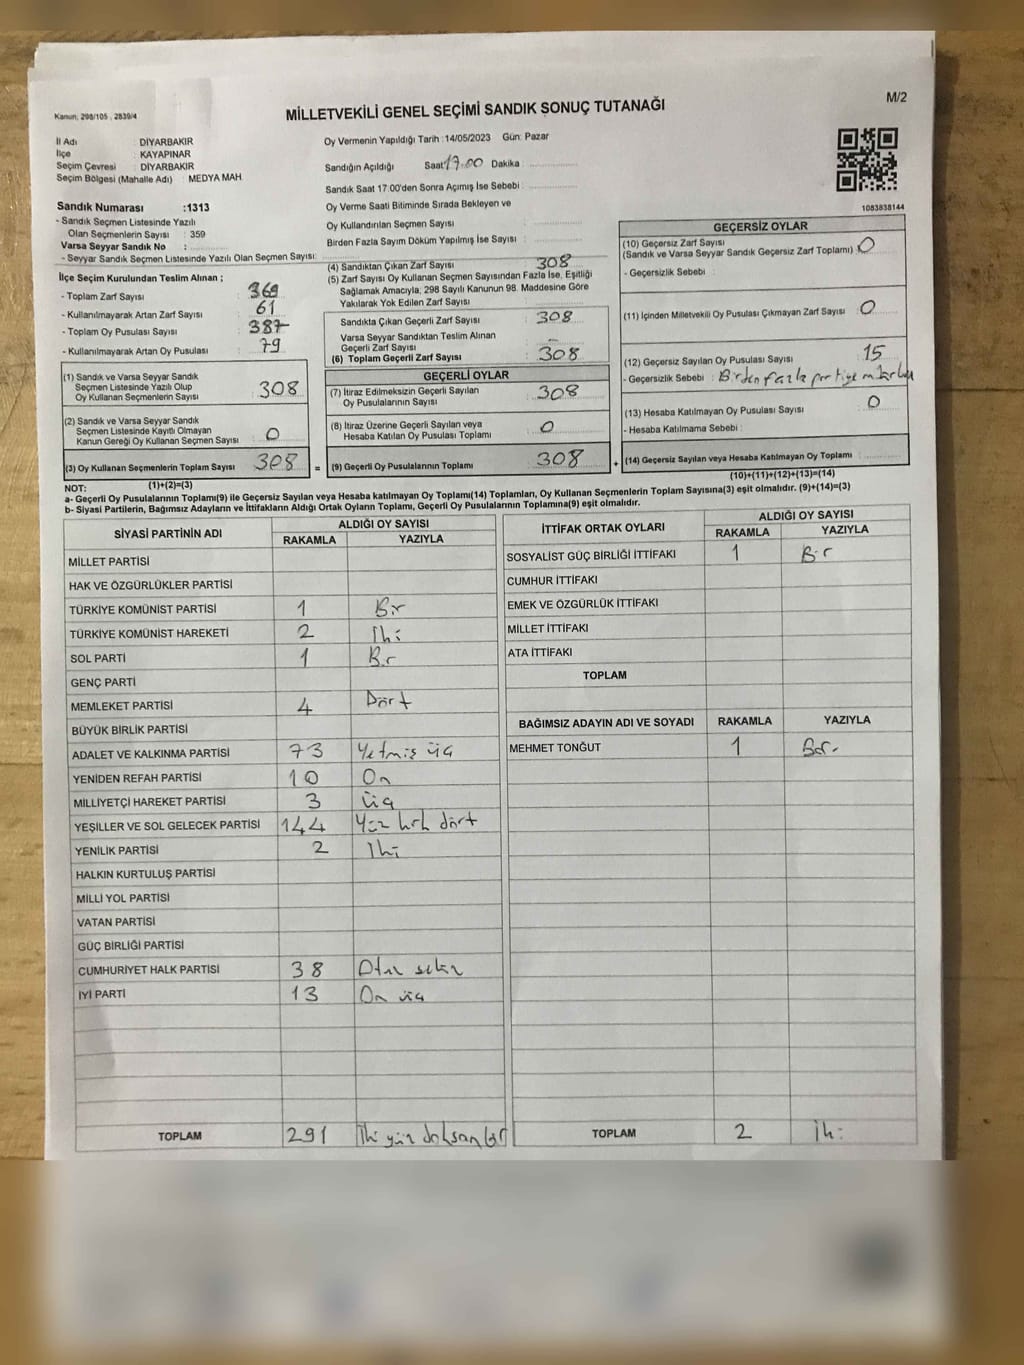 M/2
Kanun, 298/105 , 2839/4
MİLLETVEKİLİ GENEL SEÇİMİ SANDIK SONUÇ TUTANAĞI
İl Adı : DİYARBAKIR
İlçe : KAYAPINAR
Seçim Çevresi : DİYARBAKIR
Seçim Bölgesi (Mahalle Adı) : MEDYA MAH.
Sandık Numarası :1313
- Sandık Seçmen Listesinde Yazılı
Olan Seçmenlerin Sayısı : 359
Varsa Seyyar Sandık No :
- Seyyar Sandık Seçmen Listesinde Yazılı Olan Seçmen Sayısı:
İlçe Seçim Kurulundan Teslim Alınan ;
- Toplam Zarf Sayısı : 369
- Kullanılmayarak Artan Zarf Sayısı : 61
- Toplam Oy Pusulası Sayısı : 387
- Kullanılmayarak Artan Oy Pusulası : 79
(1) Sandık ve Varsa Seyyar Sandık
Seçmen Listesinde Yazılı Olup
Oy Kullanan Seçmenlerin Sayısı 308
(2) Sandık ve Varsa Seyyar Sandık
Seçmen Listesinde Kayıtlı Olmayan
Kanun Gereği Oy Kullanan Seçmen Sayısı 0
(3) Oy Kullanan Seçmenlerin Toplam Sayısı 308
(1)+(2)=(3)
Oy Vermenin Yapıldığı Tarih : 14/05/2023 Gün: Pazar
Sandığın Açıldığı Saat 17.00 Dakika :
Sandık Saat 17:00'den Sonra Açımış İse Sebebi :
Oy Verme Saati Bitiminde Sırada Bekleyen ve
Oy Kullandırılan Seçmen Sayısı :
Birden Fazla Sayım Döküm Yapılmış İse Sayısı :
(4) Sandıktan Çıkan Zarf Sayısı 308
(5) Zarf Sayısı Oy Kullanan Seçmen Sayısından Fazla İse, Eşitliği
Sağlamak Amacıyla, 298 Sayılı Kanunun 98. Maddesine Göre
Yakılarak Yok Edilen Zarf Sayısı
Sandıkta Çıkan Geçerli Zarf Sayısı : 308
Varsa Seyyar Sandıktan Teslim Alınan
Geçerli Zarf Sayısı : -
(6) Toplam Geçerli Zarf Sayısı : 308
GEÇERLİ OYLAR
(7) İtiraz Edilmeksizin Geçerli Sayılan
Oy Pusulalarının Sayısı : 308
(8) İtiraz Üzerine Geçerli Sayılan veya
Hesaba Katılan Oy Pusulası Toplamı : 0
= (9) Geçerli Oy Pusulalarının Toplamı 308
1083838144
GEÇERSİZ OYLAR
(10) Geçersiz Zarf Sayısı
(Sandık ve Varsa Seyyar Sandık Geçersiz Zarf Toplamı) : 0
- Geçersizlik Sebebi :
(11) İçinden Milletvekili Oy Pusulası Çıkmayan Zarf Sayısı : 0
(12) Geçersiz Sayılan Oy Pusulası Sayısı : 15
- Geçersizlik Sebebi : Birden fazla partiye
(13) Hesaba Katılmayan Oy Pusulası Sayısı : 0
- Hesaba Katılmama Sebebi :
+ (14) Geçersiz Sayılan veya Hesaba Katılmayan Oy Toplamı :
(10)+(11)+(12)+(13)=(14)
NOT:
a- Geçerli Oy Pusulalarının Toplamı(9) ile Geçersiz Sayılan veya Hesaba katılmayan Oy Toplamı(14) Toplamları, Oy Kullanan Seçmenlerin Toplam Sayısına(3) eşit olmalıdır. (9)+(14)=(3)
b- Siyasi Partilerin, Bağımsız Adayların ve İttifakların Aldığı Ortak Oyların Toplamı, Geçerli Oy Pusulalarının Toplamına(9) eşit olmalıdır.
SİYASİ PARTİNİN ADI ALDIĞI OY SAYISI
RAKAMLA YAZIYLA
MİLLET PARTİSİ
HAK VE ÖZGÜRLÜKLER PARTİSİ
TÜRKİYE KOMÜNİST PARTİSİ 1 Bir
TÜRKİYE KOMÜNİST HAREKETİ 2 İki
SOL PARTİ 1 Bir
GENÇ PARTİ
MEMLEKET PARTİSİ 4 Dört
BÜYÜK BİRLİK PARTİSİ
ADALET VE KALKINMA PARTİSİ 73 Yetmiş üç
YENİDEN REFAH PARTİSİ 10 On
MİLLİYETÇİ HAREKET PARTİSİ 3 üç
YEŞİLLER VE SOL GELECEK PARTİSİ 144 Yüz kırk dört
YENİLİK PARTİSİ 2 İki
HALKIN KURTULUŞ PARTİSİ
MİLLİ YOL PARTİSİ
VATAN PARTİSİ
GÜÇ BİRLİĞİ PARTİSİ
CUMHURİYET HALK PARTİSİ 38 Otuz sekiz
İYİ PARTİ 13 On üç
TOPLAM 291 İki yüz doksan bir
İTTİFAK ORTAK OYLARI ALDIĞI OY SAYISI
RAKAMLA YAZIYLA
SOSYALİST GÜÇ BİRLİĞİ İTTİFAKI 1 Bir
CUMHUR İTTİFAKI
EMEK VE ÖZGÜRLÜK İTTİFAKI
MİLLET İTTİFAKI
ATA İTTİFAKI
TOPLAM
BAĞIMSIZ ADAYIN ADI VE SOYADI RAKAMLA YAZIYLA
MEHMET TONĞUT 1 Bir
TOPLAM 2 İki